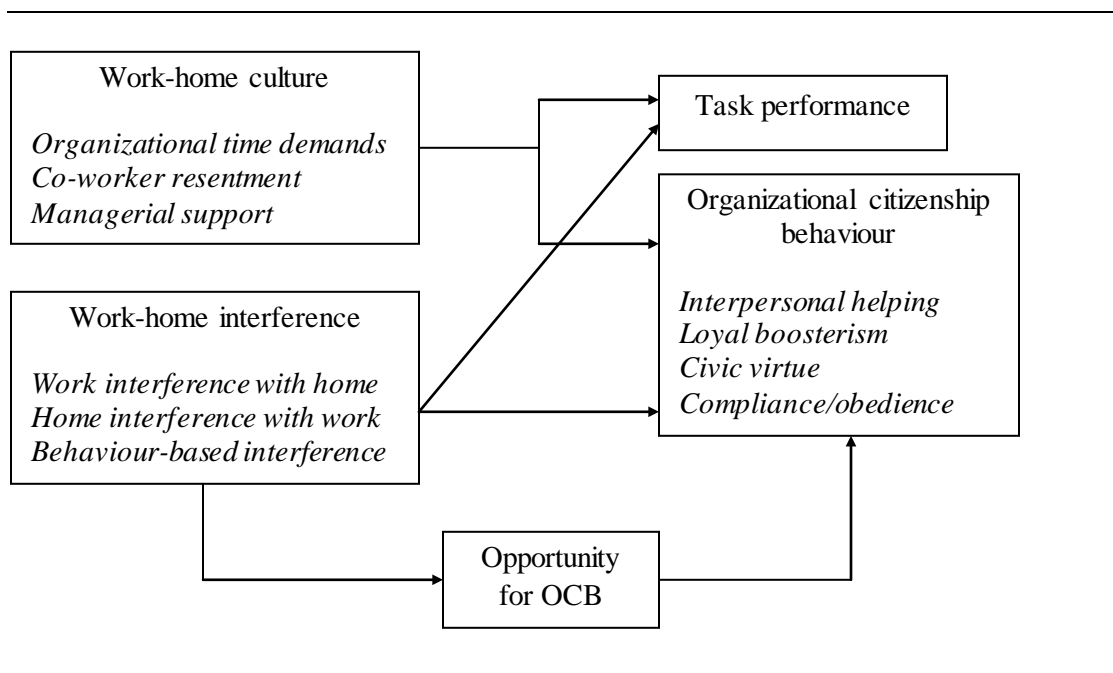 Work-home culture
Organizational time demands
Co-worker resentment
Managerial support
Task performance
Organizational citizenship
behaviour
Interpersonal helping
Loyal boosterism
Civic virtue
Compliance/obedience
Work-home interference
Work interference with home
Home interference with work
Behaviour-based interference
Opportunity
for OCB